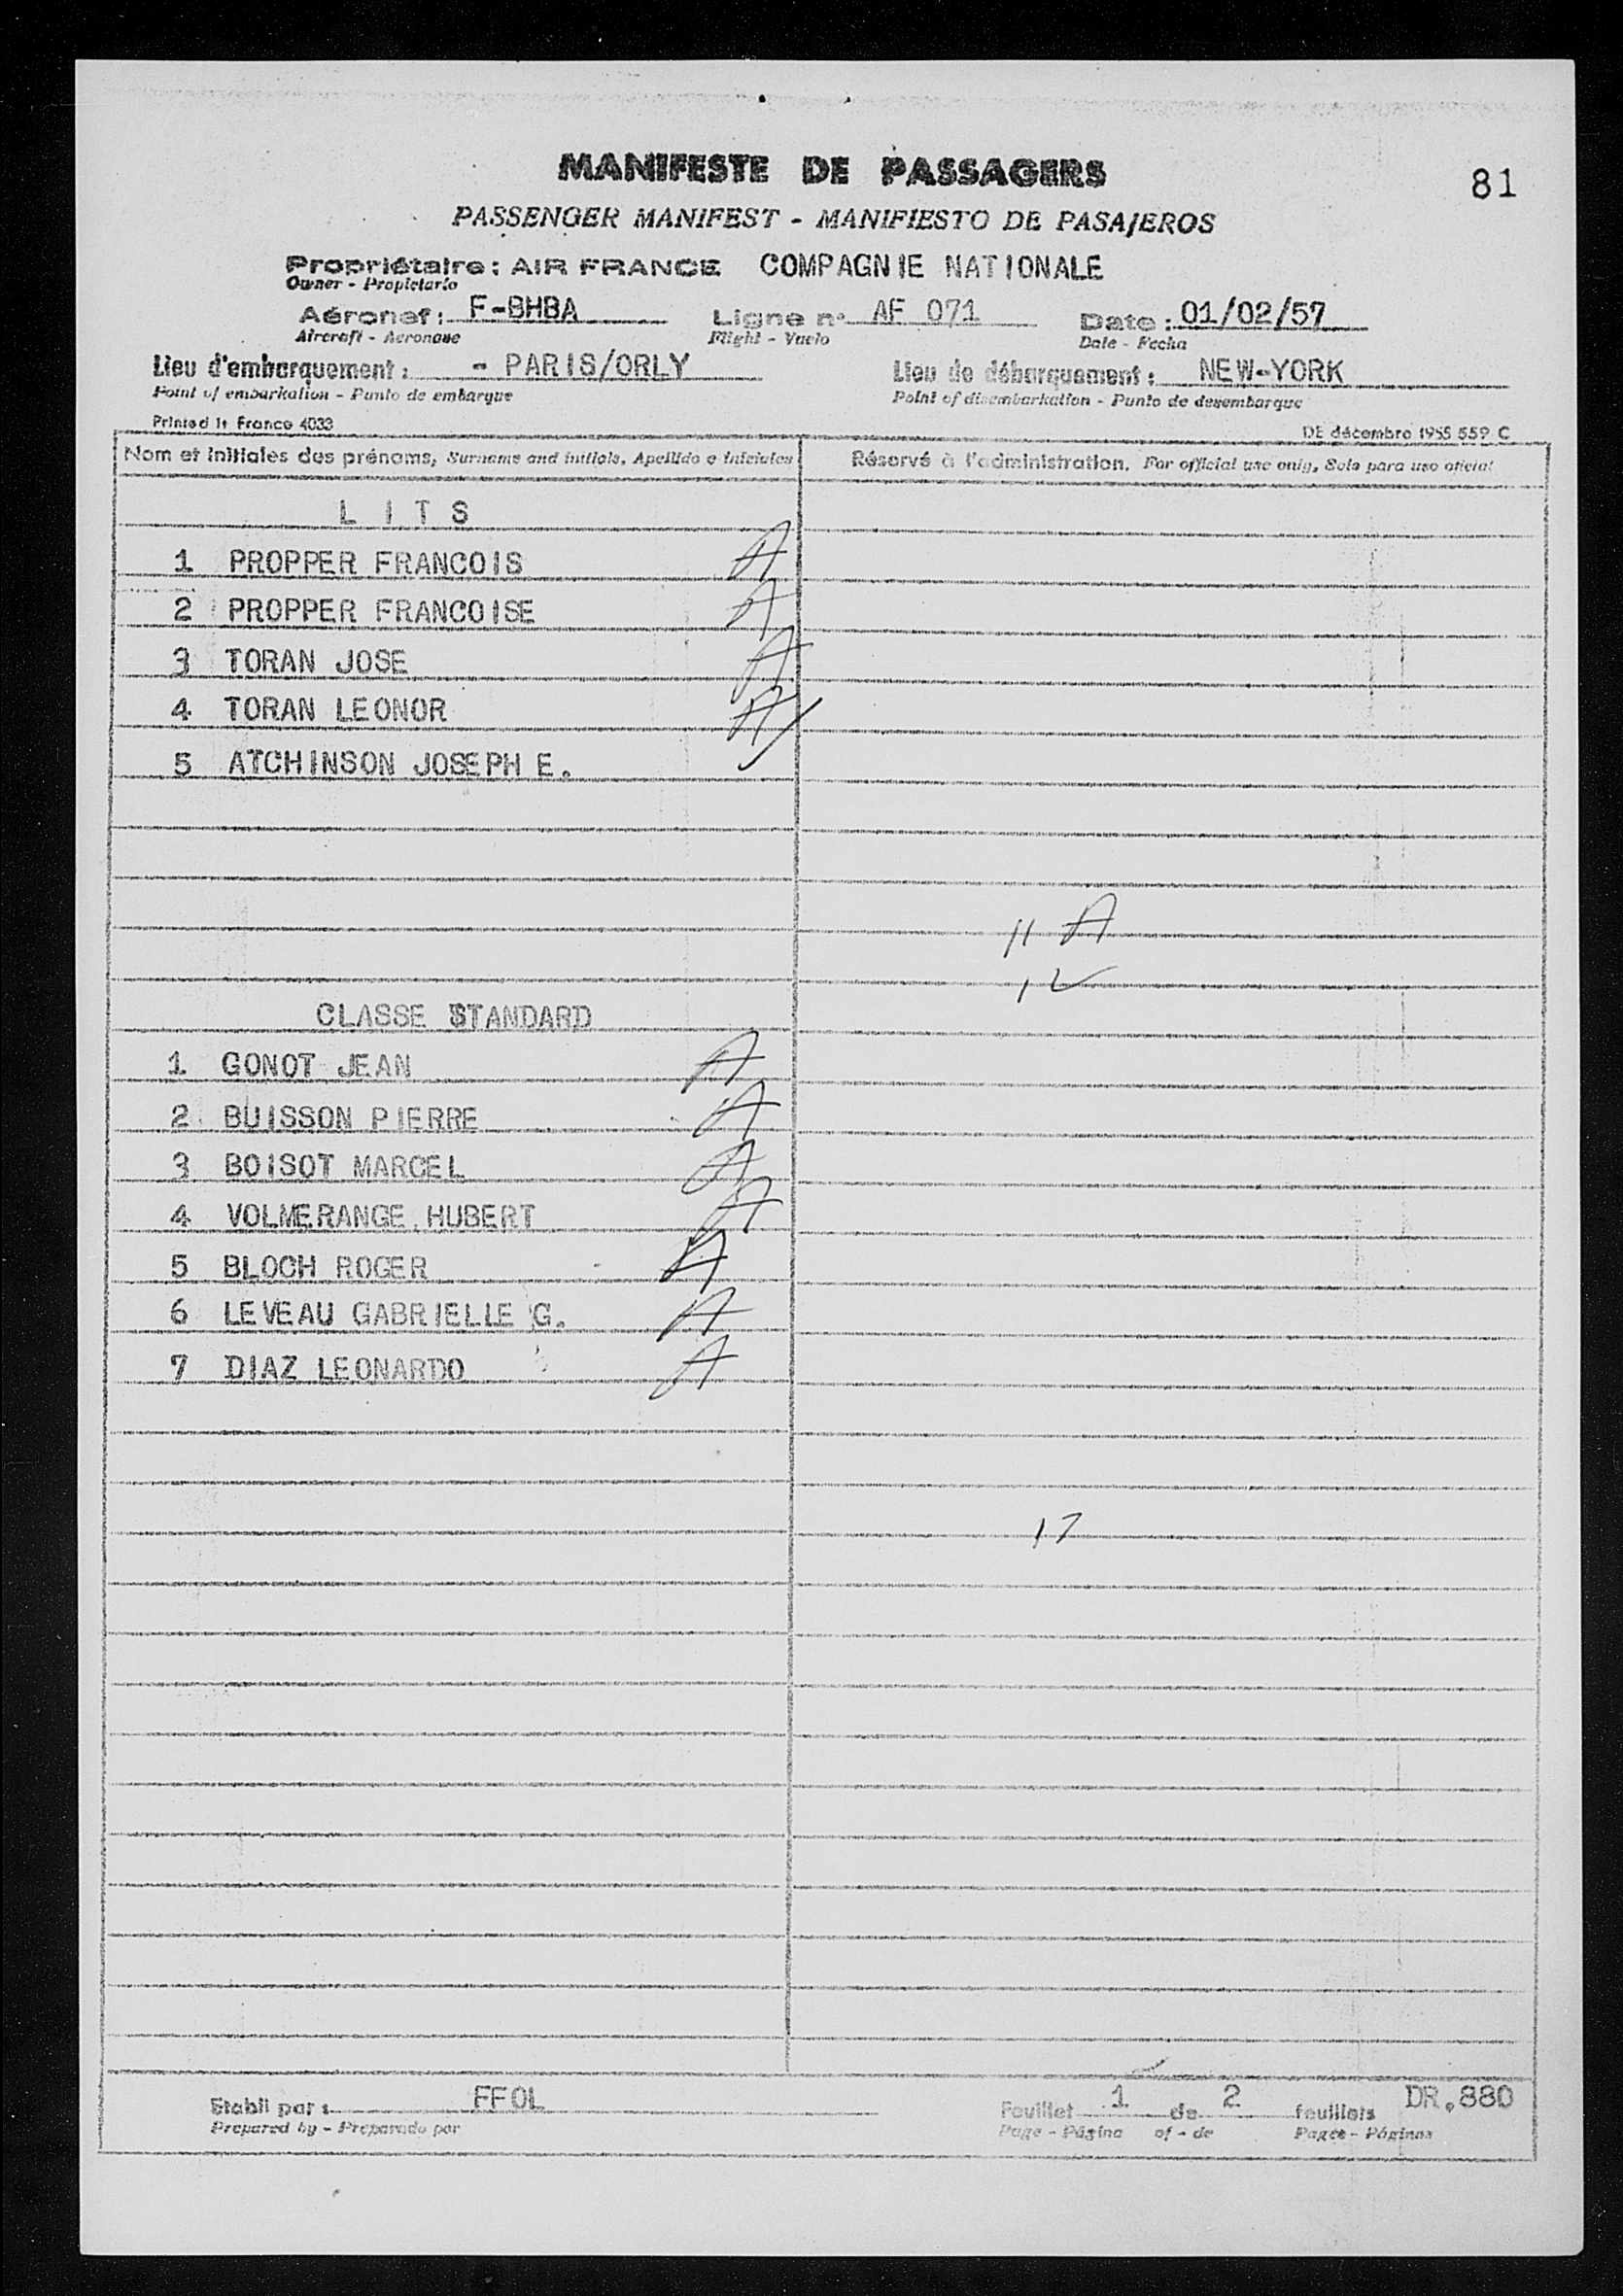 81
MANIFESTE DE PASSAGERS
PASSENGER MANIFEST - MANIFIESTO DE PASAJEROS
Propriétaire : AIR FRANCE COMPAGNIE NATIONALE
Owner - Propietario
Aéronef : F-BHBA Ligne n° AF 071 Date : 01/02/57
Aircraft - Aeronave Flight - Vuelo Date - Fecha
Lieu d'embarquement : - PARIS/ORLY Lieu de débarquement : NEW-YORK
Point of embarkation - Punto de embarque Point of disembarkation - Punto de desembarque
Printed in France 4033 DE décembre 1955 559 C
Nom et initiales des prénoms, Surname and initials, Apellido e iniciales Réservé à l'administration, For official use only, Solo para uso oficial
L I T S
1 PROPPER FRANCOIS A
2 PROPPER FRANCOISE A
3 TORAN JOSE A
4 TORAN LEONOR A
5 ATCHINSON JOSEPH E.
11 A
1
CLASSE STANDARD
1 GONOT JEAN A
2 BUISSON PIERRE A
3 BOISOT MARCEL A
4 VOLMERANGE HUBERT A
5 BLOCH ROGER A
6 LEVEAU GABRIELLE G. A
7 DIAZ LEONARDO A
17
Etabli par : FFOL Feuillet 1 de 2 feuillets DR.880
Prepared by - Preparado por Page - Página of - de Pages - Páginas